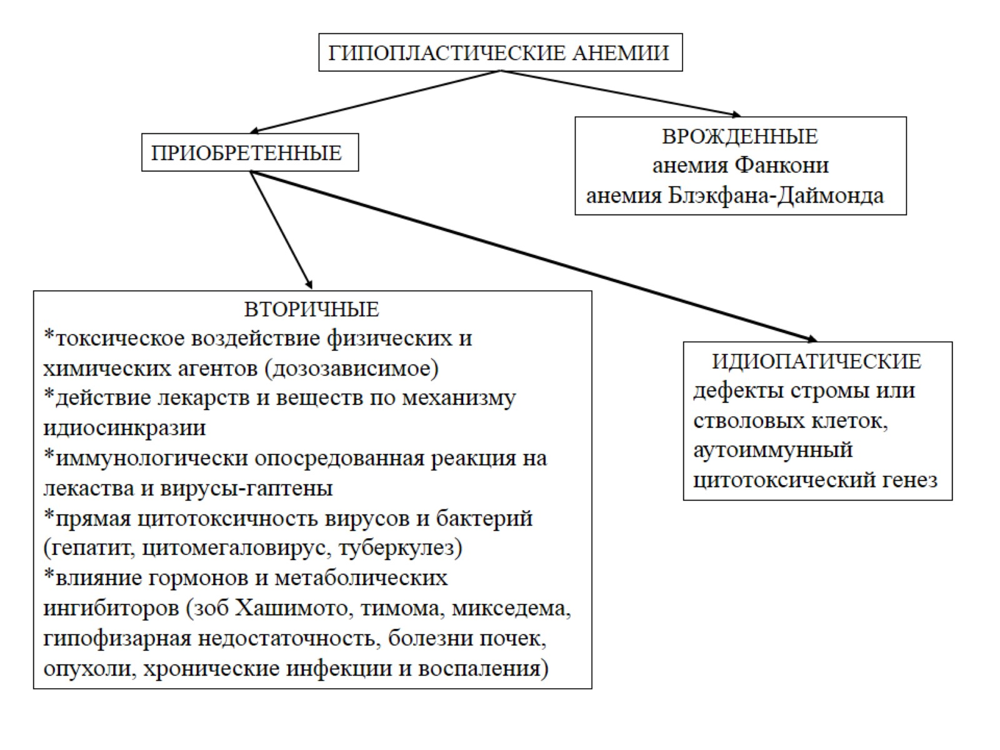 ГИПОПЛАСТИЧЕСКИЕ АНЕМИИ
ПРИОБРЕТЕННЫЕ
ВРОЖДЕННЫЕ
анемия Фанкони
анемия Блэкфана-Даймонда
ВТОРИЧНЫЕ
*токсическое воздействие физических и
химических агентов (дозозависимое)
*действие лекарств и веществ по механизму
идиосинкразии
*иммунологически опосредованная реакция на
лекаства и вирусы-гаптены
*прямая цитотоксичность вирусов и бактерий
(гепатит, цитомегаловирус, туберкулез)
*влияние гормонов и метаболических
ингибиторов (зоб Хашимото, тимома, микседема,
гипофизарная недостаточность, болезни почек,
опухоли, хронические инфекции и воспаления)
ИДИОПАТИЧЕСКИЕ
дефекты стромы или
стволовых клеток,
аутоиммунный
цитотоксический генез